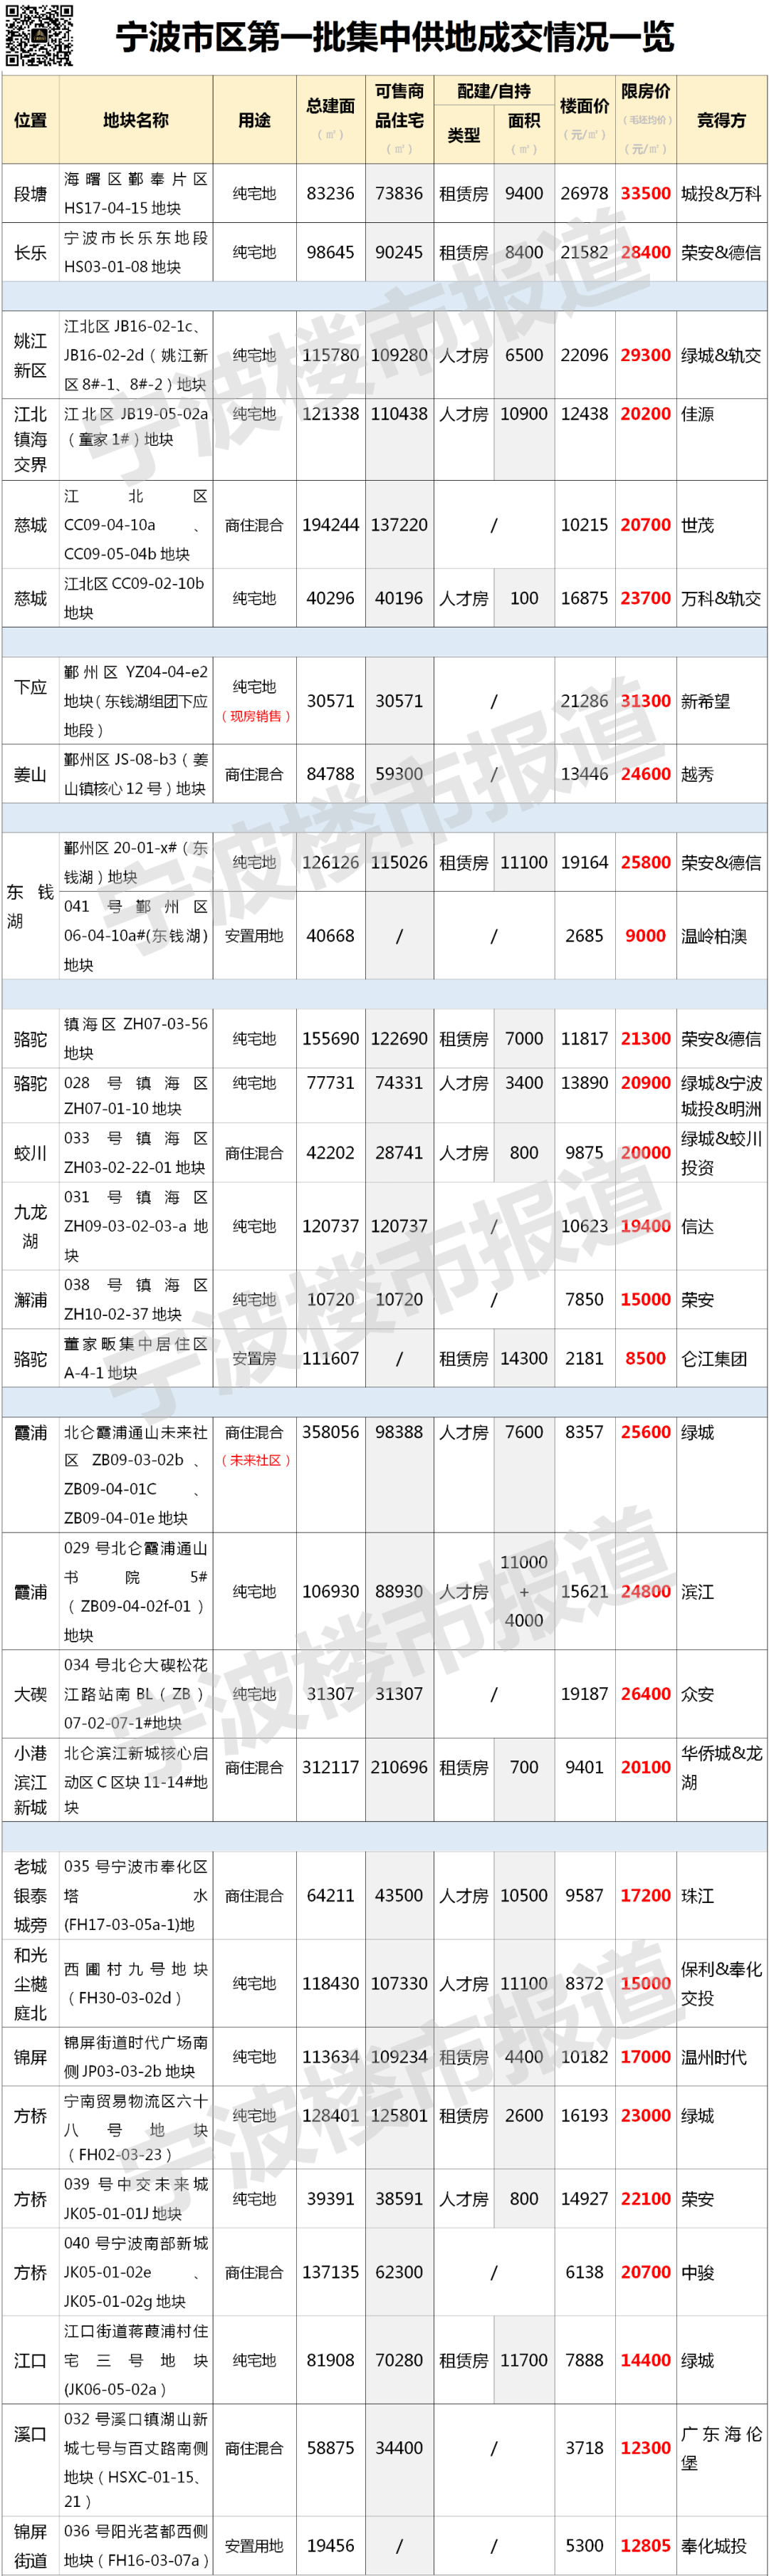 宁波市区第一批集中供地成交情况一览
位置 地块名称 用途 总建面（㎡） 可售商品住宅（㎡） 配建/自持 类型 面积（㎡） 楼面价（元/㎡） 限房价（毛坯均价）（元/㎡） 竞得方
段塘 海曙区鄞奉片区HS17-04-15地块 纯宅地 83236 73836 租赁房 9400 26978 33500 城投&万科
长乐 宁波市长乐东地段HS03-01-08地块 纯宅地 98645 90245 租赁房 8400 21582 28400 荣安&德信
姚江新区 江北区JB16-02-1c、JB16-02-2d（姚江新区8#-1、8#-2）地块 纯宅地 115780 109280 人才房 6500 22096 29300 绿城&轨交
江北镇海交界 江北区JB19-05-02a（童家1#）地块 纯宅地 121338 110438 人才房 10900 12438 20200 佳源
慈城 江北区CC09-04-10a、CC09-05-04b地块 商住混合 194244 137220 / 10215 20700 世茂
慈城 江北区CC09-02-10b地块 纯宅地 40296 40196 人才房 100 16875 23700 万科&轨交
下应 鄞州区YZ04-04-e2地块（东钱湖组团下应地段） 纯宅地（现房销售） 30571 30571 / 21286 31300 新希望
姜山 鄞州区JS-08-b3（姜山镇核心12号）地块 商住混合 84788 59300 / 13446 24600 越秀
东钱湖 鄞州区20-01-x#（东钱湖）地块 纯宅地 126126 115026 租赁房 11100 19164 25800 荣安&德信
041号鄞州区06-04-10a#(东钱湖)地块 安置用地 40668 / / 2685 9000 温岭柏澳
骆驼 镇海区ZH07-03-56地块 纯宅地 155690 122690 租赁房 7000 11817 21300 荣安&德信
骆驼 028号镇海区ZH07-01-10地块 纯宅地 77731 74331 人才房 3400 13890 20900 绿城&宁波城投&明洲
蛟川 033号镇海区ZH03-02-22-01地块 商住混合 42202 28741 人才房 800 9875 20000 绿城&蛟川投资
九龙湖 031号镇海区ZH09-03-02-03-a地块 纯宅地 120737 120737 / 10623 19400 信达
澥浦 038号镇海区ZH10-02-37地块 纯宅地 10720 10720 / 7850 15000 荣安
骆驼 董家畈集中居住区A-4-1地块 安置房 111607 / 租赁房 14300 2181 8500 仑江集团
霞浦 北仑霞浦通山未来社区ZB09-03-02b、ZB09-04-01C、ZB09-04-01e地块 商住混合（未来社区） 358056 98388 人才房 7600 8357 25600 绿城
霞浦 029号北仑霞浦通山书院5#（ZB09-04-02f-01）地块 纯宅地 106930 88930 人才房 11000+4000 15621 24800 滨江
大碶 034号北仑大碶松花江路站南BL（ZB）07-02-07-1#地块 纯宅地 31307 31307 / 19187 26400 众安
小港滨江新城 北仑滨江新城核心启动区C区块11-14#地块 商住混合 312117 210696 租赁房 700 9401 20100 华侨城&龙湖
老城银泰城旁 035号宁波市奉化区塔水(FH17-03-05a-1)地 商住混合 64211 43500 人才房 10500 9587 17200 珠江
和光尘樾庭北 西圃村九号地块（FH30-03-02d） 纯宅地 118430 107330 人才房 11100 8372 15000 保利&奉化交投
锦屏 锦屏街道时代广场南侧JP03-03-2b地块 纯宅地 113634 109234 租赁房 4400 10182 17000 温州时代
方桥 宁南贸易物流区六十八号地块（FH02-03-23） 纯宅地 128401 125801 租赁房 2600 16193 23000 绿城
方桥 039号中交未来城JK05-01-01J地块 纯宅地 39391 38591 人才房 800 14927 22100 荣安
方桥 040号宁波南部新城JK05-01-02e、JK05-01-02g地块 商住混合 137135 62300 / 6138 20700 中骏
江口 江口街道蒋葭浦村住宅三号地块(JK06-05-02a） 纯宅地 81908 70280 租赁房 11700 7888 14400 绿城
溪口 032号溪口镇湖山新城七号与百丈路南侧地块（HSXC-01-15、21） 商住混合 58875 34400 / 3718 12300 广东海伦堡
锦屏街道 036号阳光茗都西侧地块（FH16-03-07a） 安置用地 19456 / / 5300 12805 奉化城投
宁波楼市报道
宁波楼市报道
宁波楼市报道
宁波楼市报道
宁波楼市报道